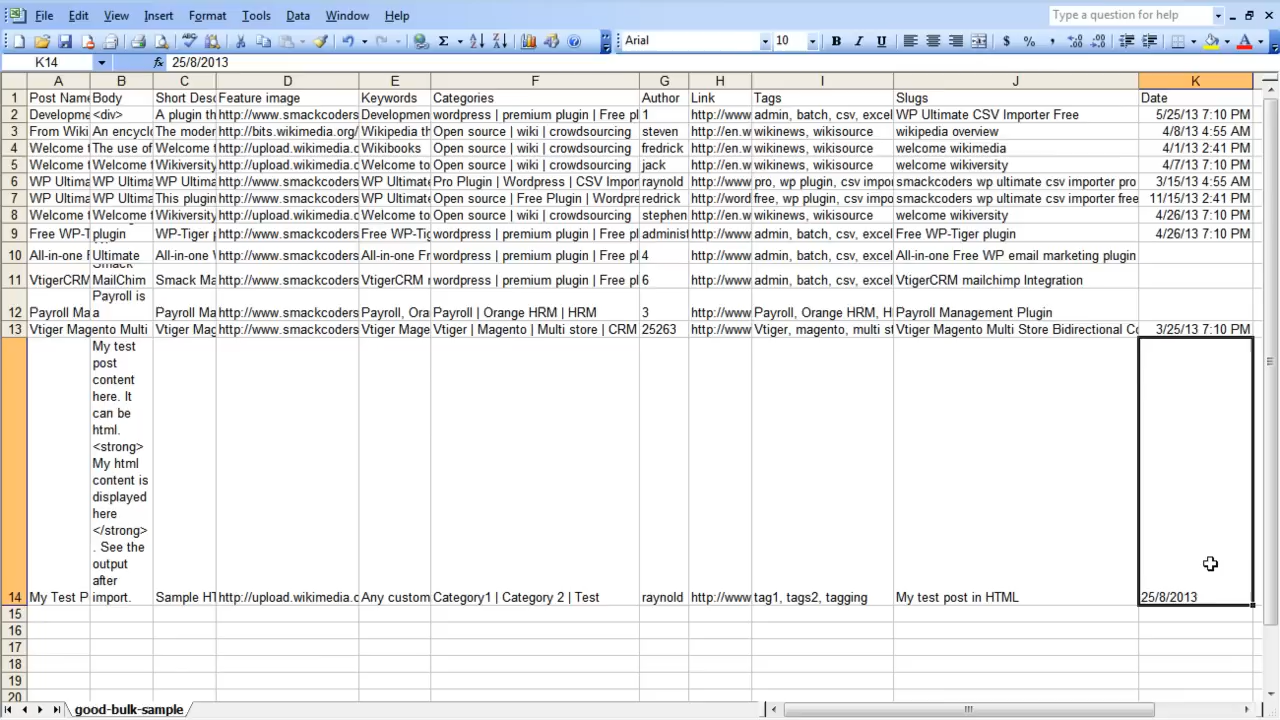 File Edit View Insert Format Tools Data Window Help Type a question for help
Arial 10 B I U $ %
K14 fx 25/8/2013
A B C D E F G H I J K
1 Post Name Body Short Desc Feature image Keywords Categories Author Link Tags Slugs Date
2 Developme <div> A plugin th http://www.smackcoders Developmen wordpress | premium plugin | Free pl 1 http://www admin, batch, csv, excel WP Ultimate CSV Importer Free 5/25/13 7:10 PM
3 From Wiki An encyclo The moder http://bits.wikimedia.org/ Wikipedia th Open source | wiki | crowdsourcing steven http://en.w wikinews, wikisource wikipedia overview 4/8/13 4:55 AM
4 Welcome t The use of Welcome t http://upload.wikimedia.c Wikibooks Open source | wiki | crowdsourcing fredrick http://en.w wikinews, wikisource welcome wikimedia 4/1/13 2:41 PM
5 Welcome t Welcome t Wikiversity http://upload.wikimedia.c Welcome to Open source | wiki | crowdsourcing jack http://en.w wikinews, wikisource welcome wikiversity 4/7/13 7:10 PM
6 WP Ultima WP Ultima WP Ultima http://www.smackcoders WP Ultimate Pro Plugin | Wordpress | CSV Impor raynold http://www pro, wp plugin, csv impo smackcoders wp ultimate csv importer pro 3/15/13 4:55 AM
7 WP Ultima WP Ultima This plugin http://www.smackcoders WP Ultimate Open source | Free Plugin | Wordpre redrick http://word free, wp plugin, csv impo smackcoders wp ultimate csv importer free 11/15/13 2:41 PM
8 Welcome t Welcome t Wikiversity http://upload.wikimedia.c Welcome to Open source | wiki | crowdsourcing stephen http://en.w wikinews, wikisource welcome wikiversity 4/26/13 7:10 PM
9 Free WP-T plugin WP-Tiger p http://www.smackcoders Free WP-Tig wordpress | premium plugin | Free pl administ http://www admin, batch, csv, excel Free WP-Tiger plugin 4/26/13 7:10 PM
10 All-in-one F Ultimate All-in-one W http://www.smackcoders All-in-one Fr wordpress | premium plugin | Free pl 4 http://www admin, batch, csv, excel All-in-one Free WP email marketing plugin
Smack
11 VtigerCRM MailChim Smack Ma http://www.smackcoders VtigerCRM wordpress | premium plugin | Free pl 6 http://www admin, batch, csv, excel VtigerCRM mailchimp Integration
Payroll is
12 Payroll Ma a Payroll Ma http://www.smackcoders Payroll, Ora Payroll | Orange HRM | HRM 3 http://www Payroll, Orange HRM, H Payroll Management Plugin
13 Vtiger Magento Multi Vtiger Mag http://www.smackcoders Vtiger Mage Vtiger | Magento | Multi store | CRM 25263 http://www Vtiger, magento, multi st Vtiger Magento Multi Store Bidirectional Co 3/25/13 7:10 PM
My test
post
content
here. It
can be
html.
<strong>
My html
content is
displayed
here
</strong>
. See the
output
after
14 My Test P import. Sample HT http://upload.wikimedia.c Any custom Category1 | Category 2 | Test raynold http://www tag1, tags2, tagging My test post in HTML 25/8/2013
15
16
17
18
19
20
good-bulk-sample